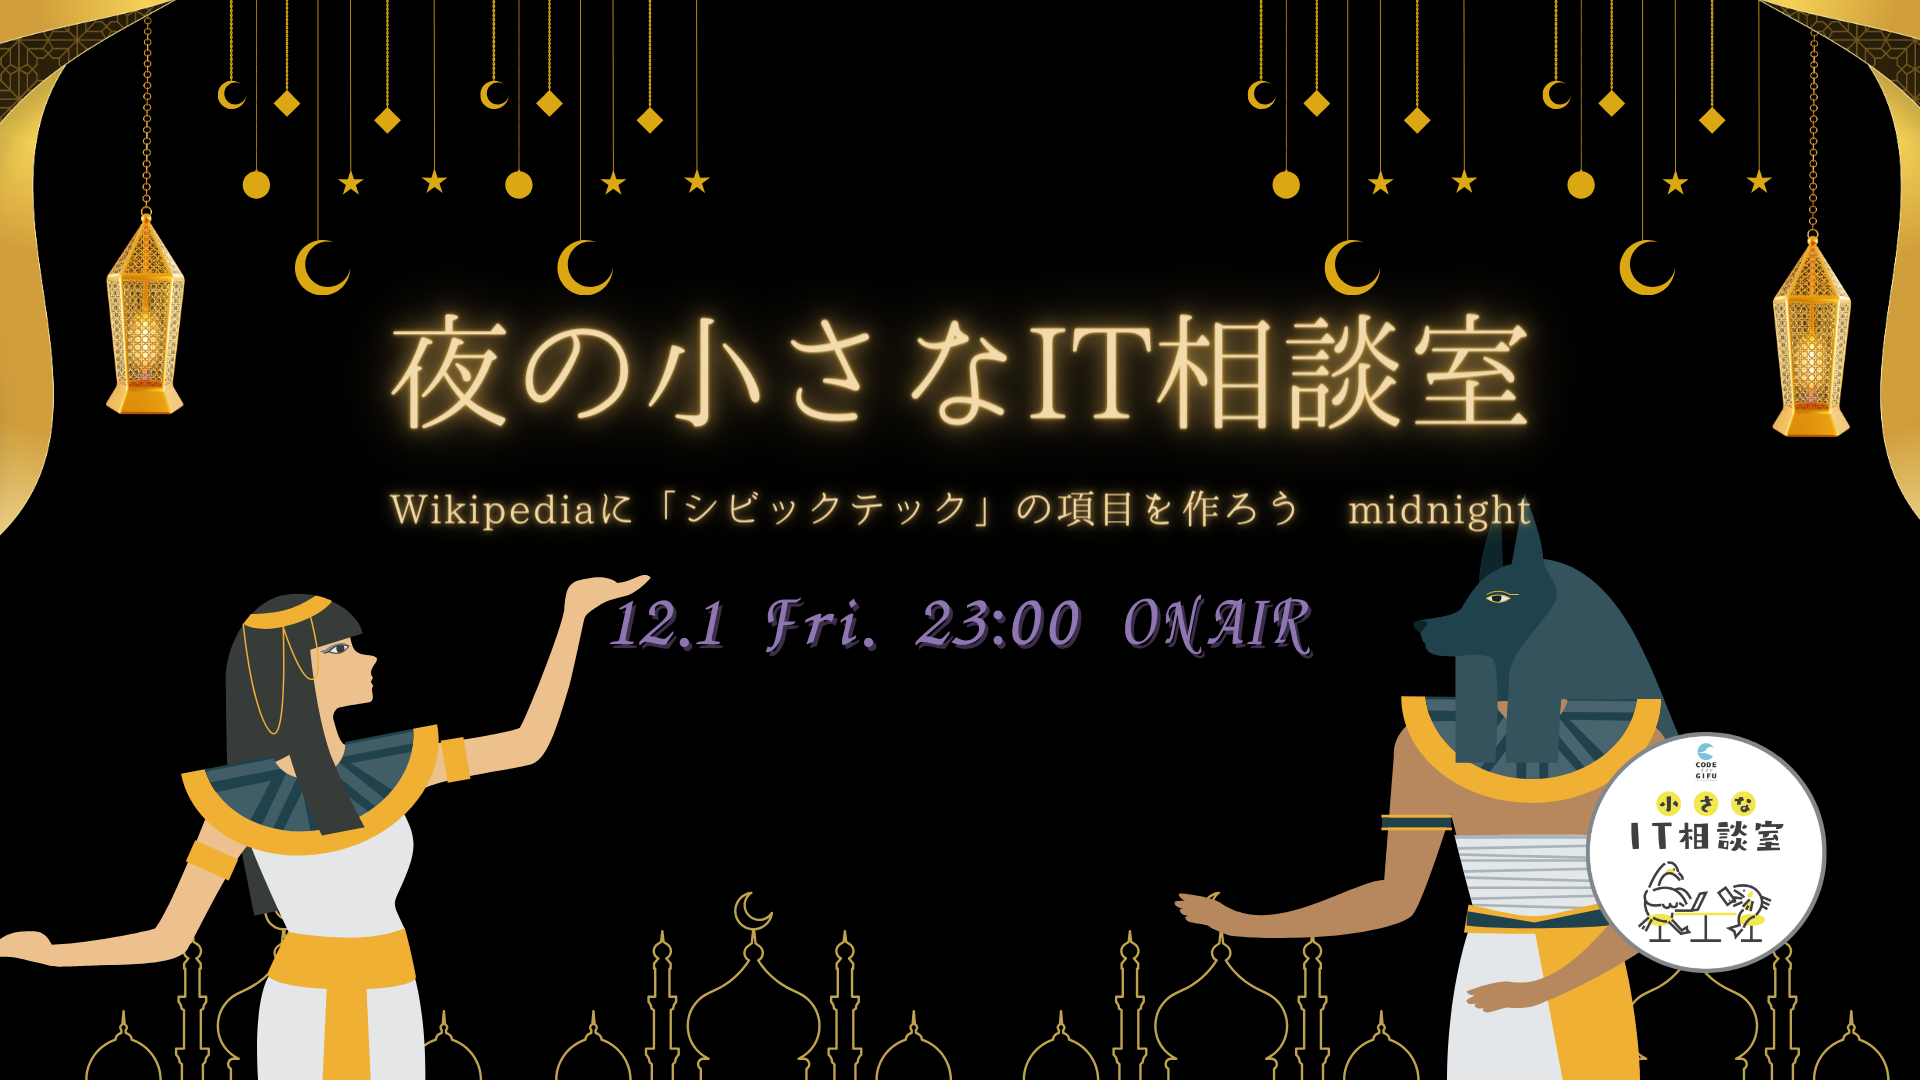 夜の小さなIT相談室
Wikipediaに「シビックテック」の項目を作ろう　midnight
12.1 Fri. 23:00 ONAIR
CODE
GIFU
小さな
IT相談室